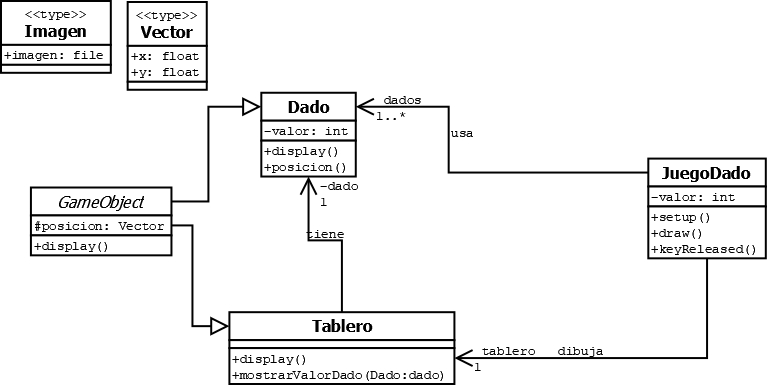 <<type>>
Imagen
+imagen: file
<<type>>
Vector
+x: float
+y: float
Dado
-valor: int
+display()
+posicion()
dados
1..*
usa
JuegoDado
-valor: int
+setup()
+draw()
+keyReleased()
GameObject
#posicion: Vector
+display()
-dado
1
tiene
Tablero
+display()
+mostrarValorDado(Dado:dado)
tablero
dibuja
1